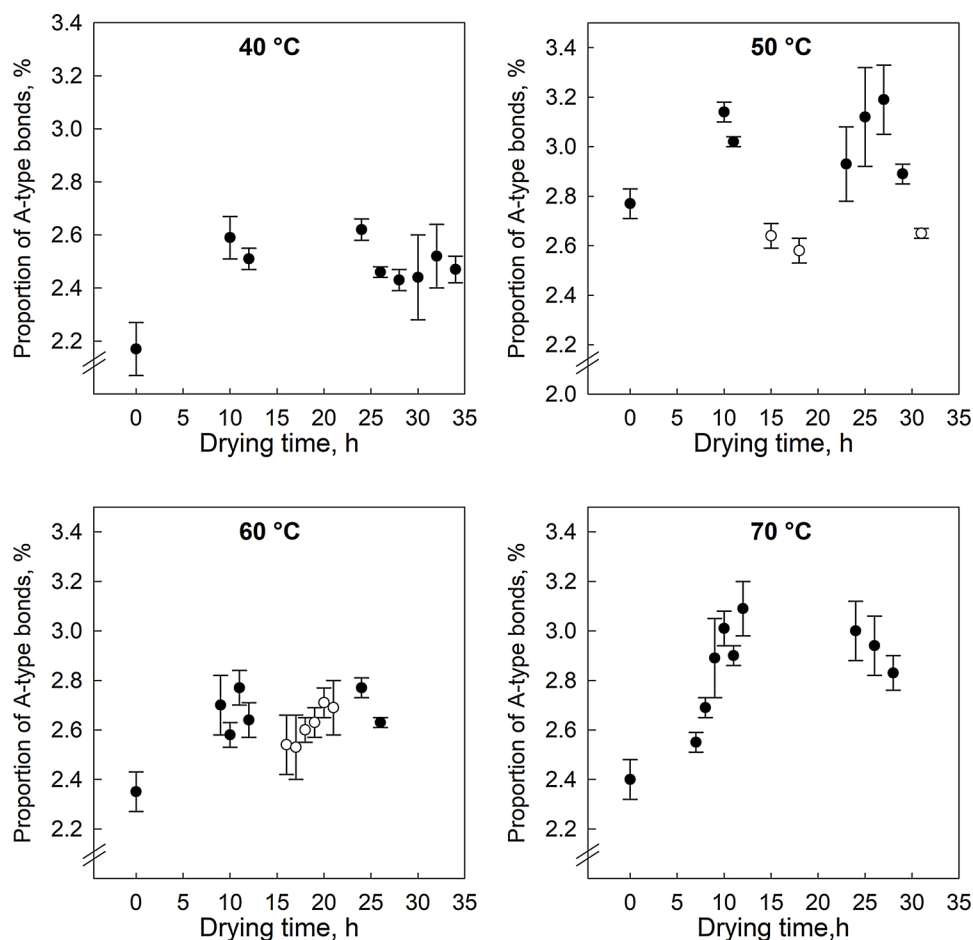 40 °C
Proportion of A-type bonds, %
3.4
3.2
3.0
2.8
2.6
2.4
2.2
0 5 10 15 20 25 30 35
Drying time, h
50 °C
Proportion of A-type bonds, %
3.4
3.2
3.0
2.8
2.6
2.4
2.2
2.0
0 5 10 15 20 25 30 35
Drying time, h
60 °C
Proportion of A-type bonds, %
3.4
3.2
3.0
2.8
2.6
2.4
2.2
0 5 10 15 20 25 30 35
Drying time, h
70 °C
Proportion of A-type bonds, %
3.4
3.2
3.0
2.8
2.6
2.4
2.2
0 5 10 15 20 25 30 35
Drying time,h